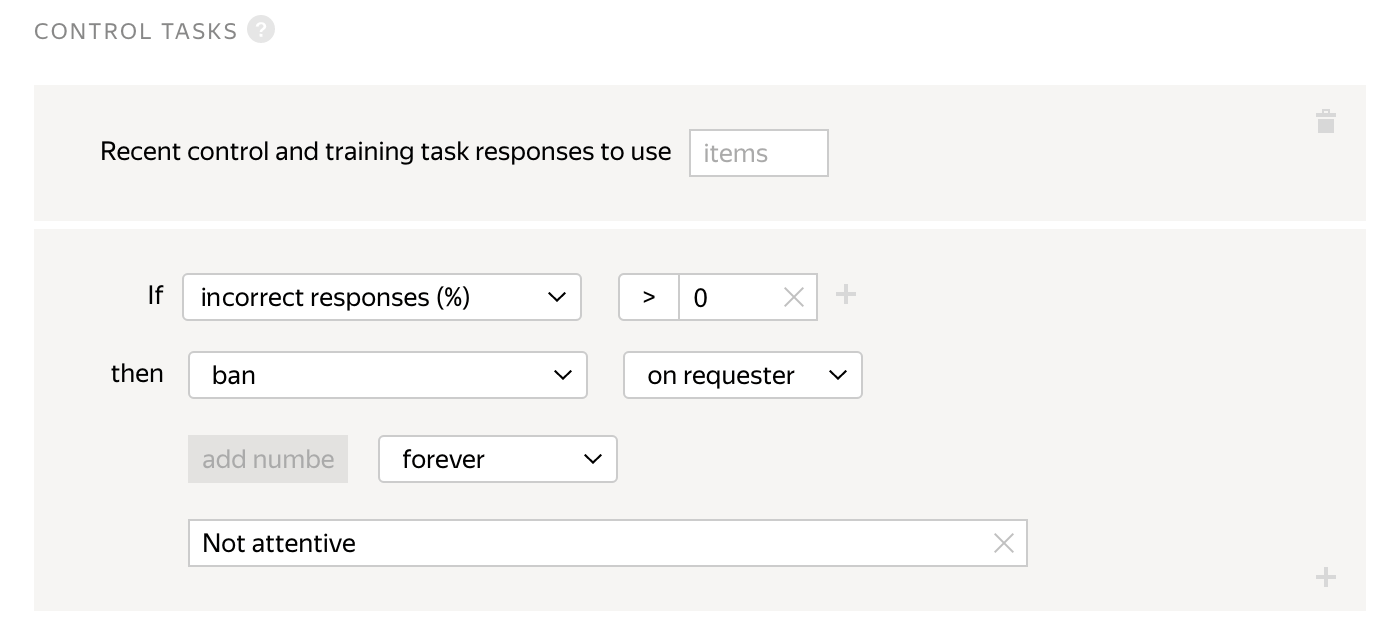 CONTROL TASKS ?
Recent control and training task responses to use items
If incorrect responses (%) > 0
then ban on requester
add numbe forever
Not attentive